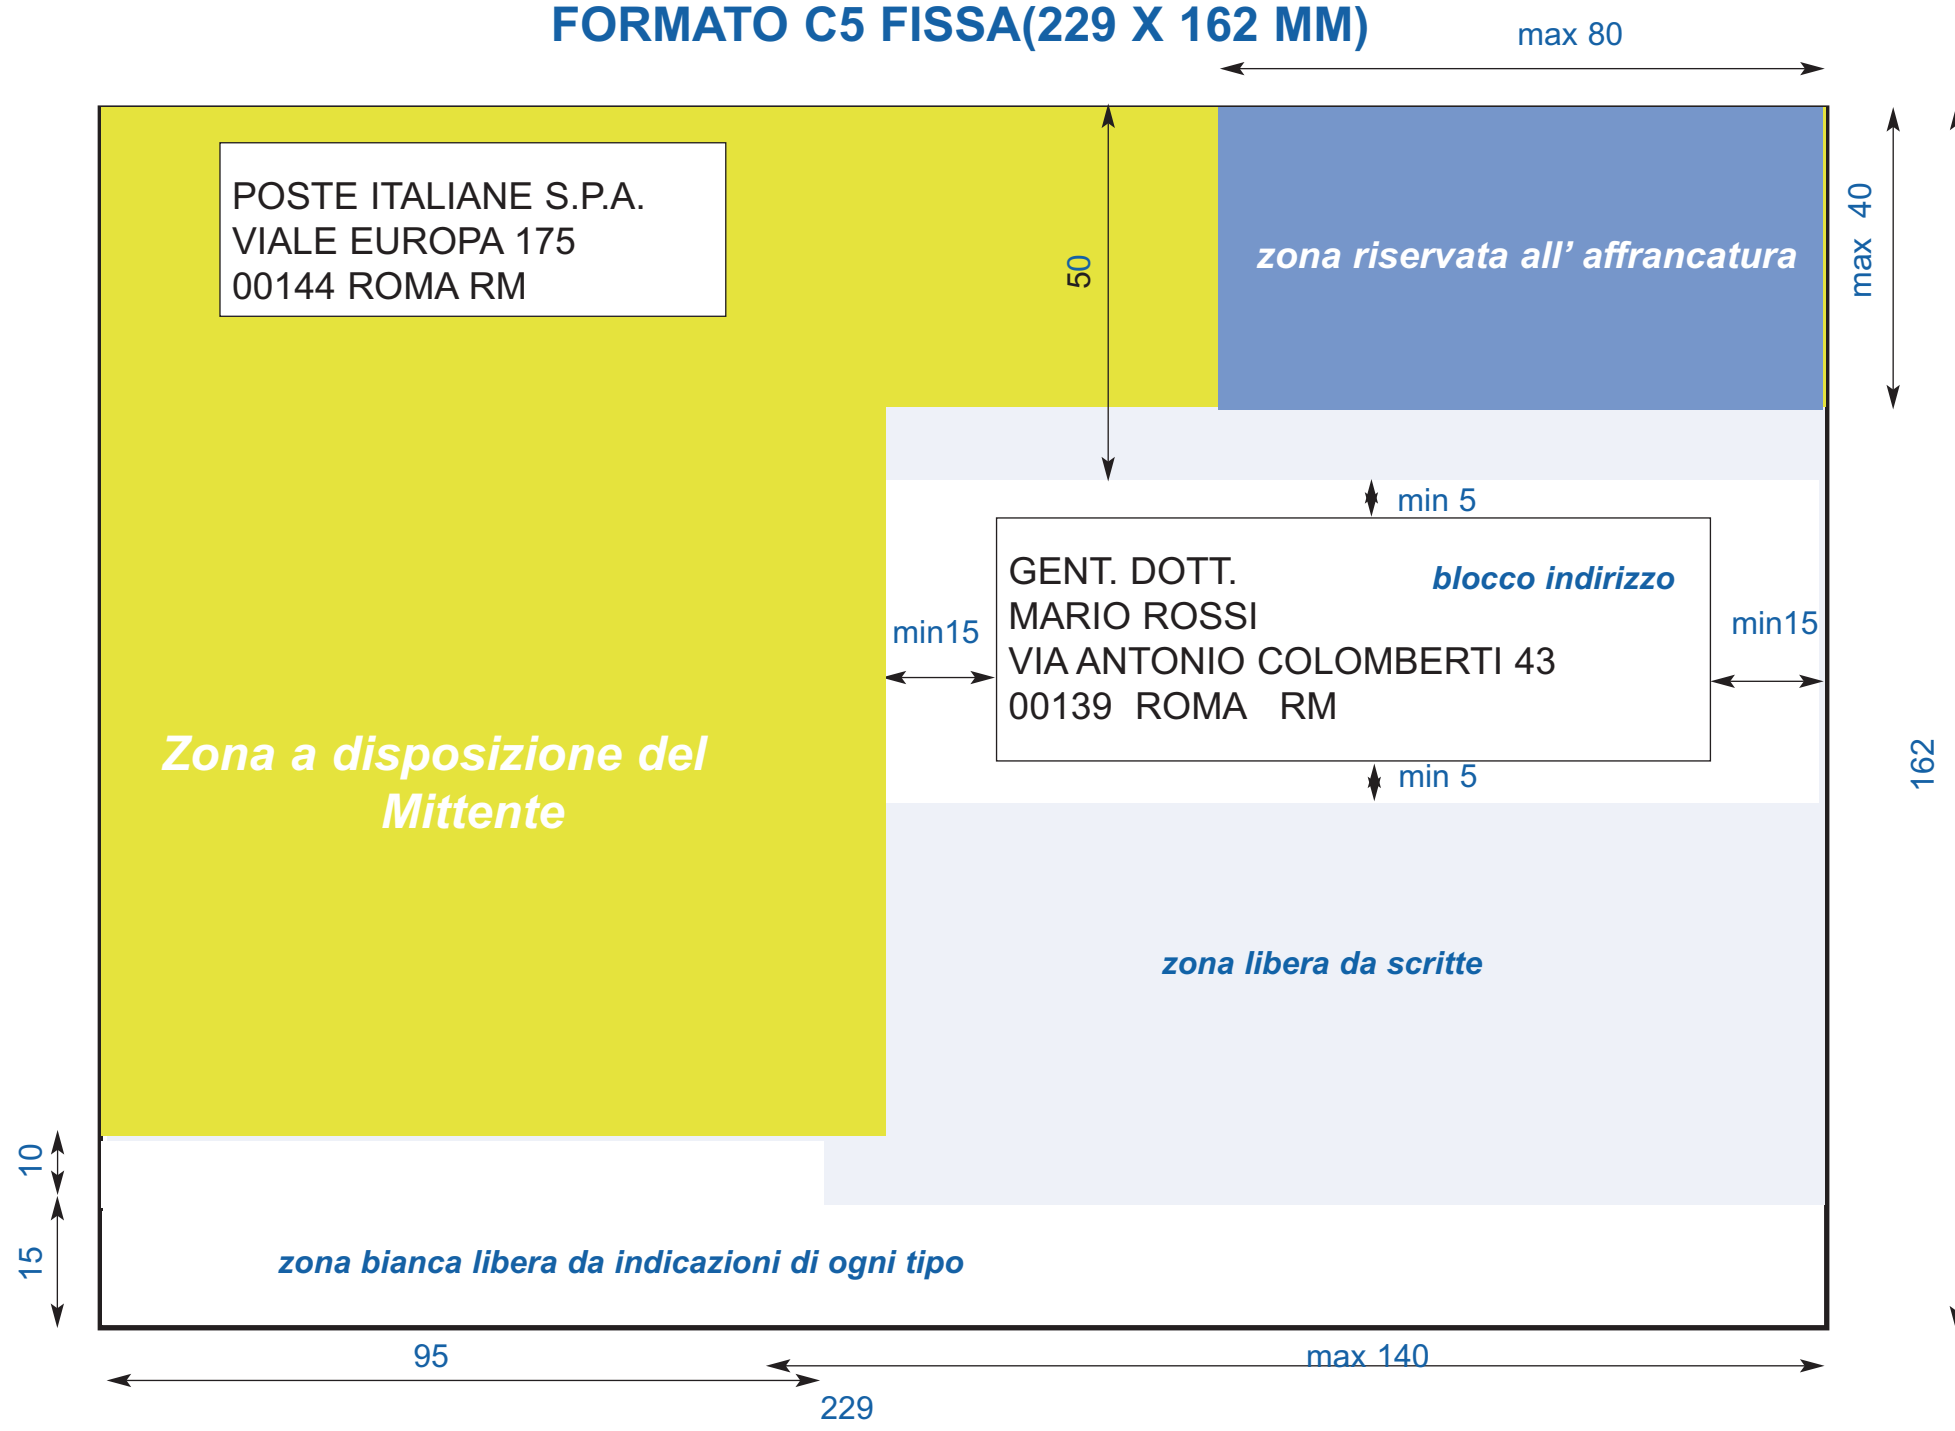 FORMATO C5 FISSA(229 X 162 MM)
max 80
POSTE ITALIANE S.P.A.
VIALE EUROPA 175
00144 ROMA RM
50
zona riservata all’ affrancatura
max 40
min 5
GENT. DOTT.
blocco indirizzo
MARIO ROSSI
VIA ANTONIO COLOMBERTI 43
00139 ROMA RM
min15
min15
min 5
162
Zona a disposizione del
Mittente
zona libera da scritte
10
15
zona bianca libera da indicazioni di ogni tipo
95
max 140
229